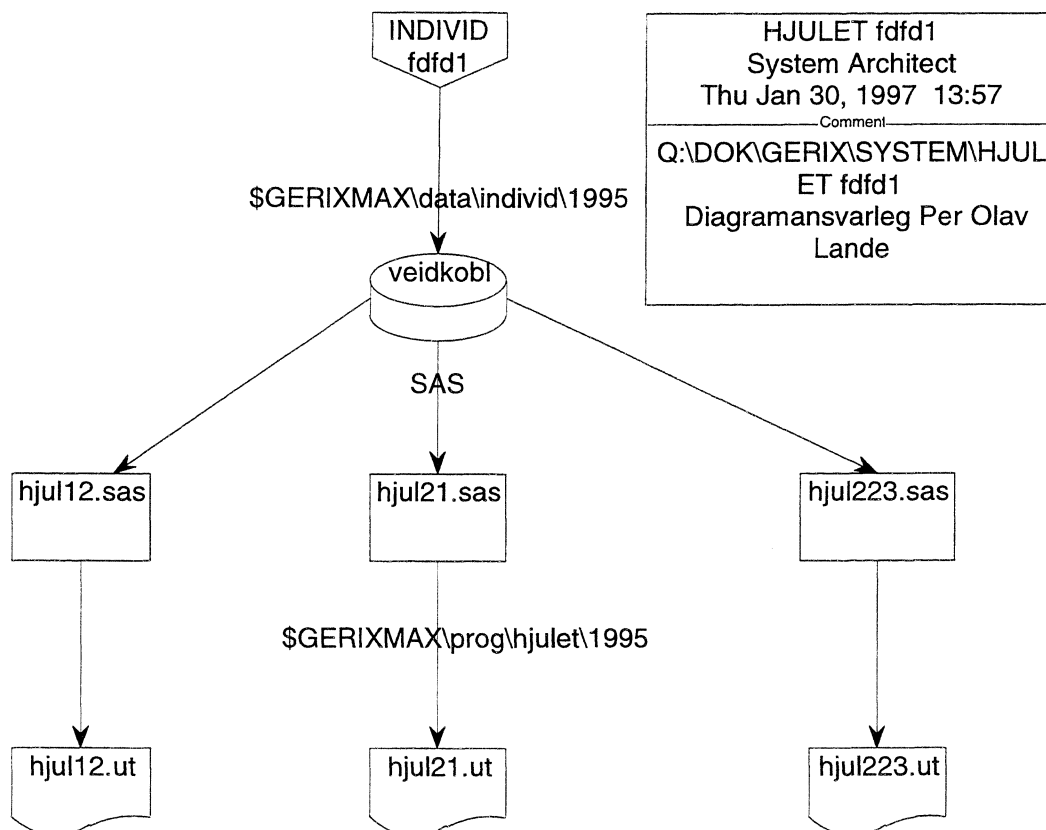 INDIVID
fdfd1
HJULET fdfd1
System Architect
Thu Jan 30, 1997 13:57
Comment
Q:\DOK\GERIX\SYSTEM\HJUL
ET fdfd1
Diagramansvarleg Per Olav
Lande
$GERIXMAX\data\individ\1995
veidkobl
SAS
hjul12.sas
hjul21.sas
hjul223.sas
$GERIXMAX\prog\hjulet\1995
hjul12.ut
hjul21.ut
hjul223.ut